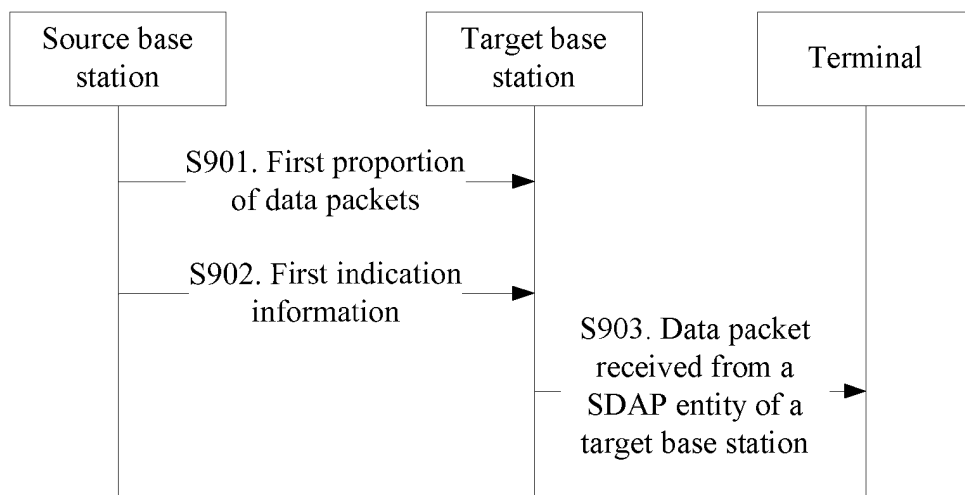 Source base
station
Target base
station
Terminal
S901. First proportion
of data packets
S902. First indication
information
S903. Data packet
received from a
SDAP entity of a
target base station